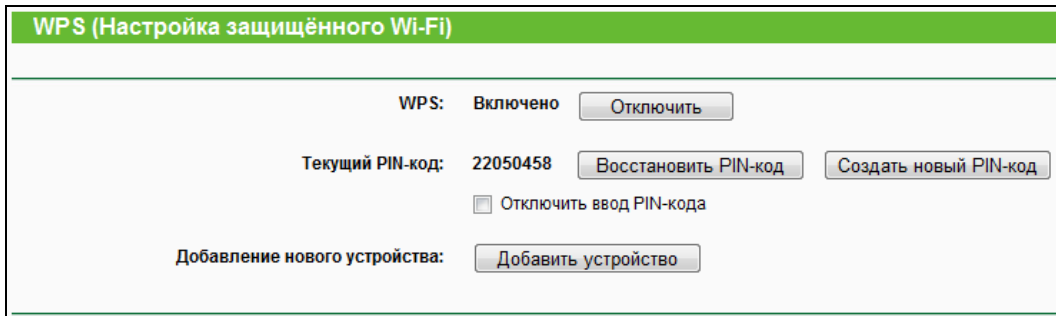 WPS (Настройка защищённого Wi-Fi)
WPS: Включено Отключить
Текущий PIN-код: 22050458 Восстановить PIN-код Создать новый PIN-код
Отключить ввод PIN-кода
Добавление нового устройства: Добавить устройство